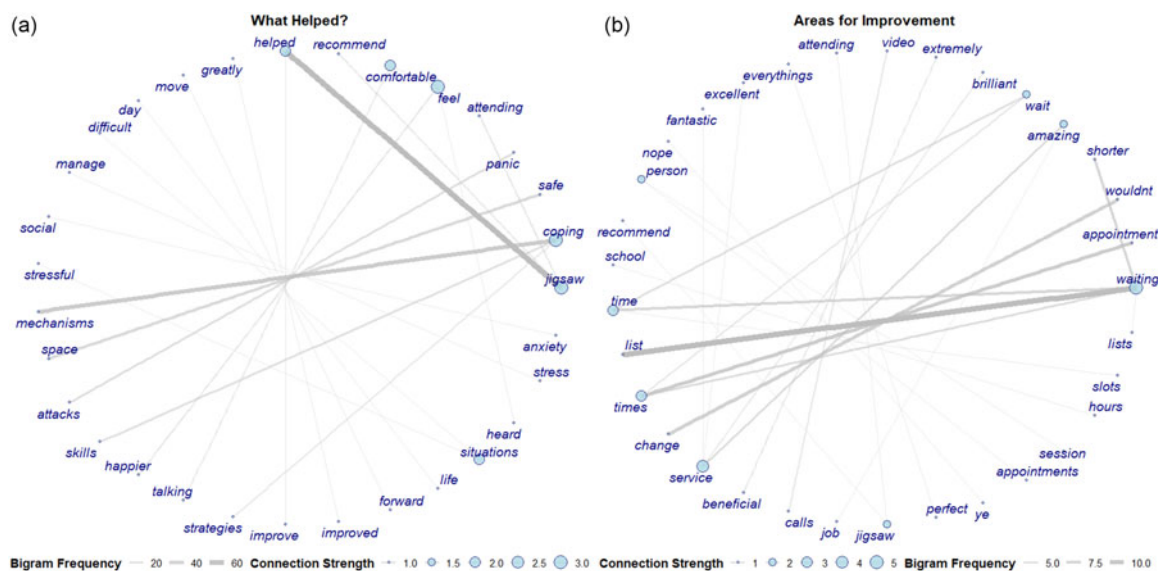 (a)
What Helped?
helped
recommend
comfortable
feel
attending
panic
safe
coping
jigsaw
anxiety
stress
heard
situations
life
forward
improved
improve
strategies
talking
happier
skills
attacks
space
mechanisms
stressful
social
manage
difficult
day
move
greatly
Bigram Frequency 20 40 60 Connection Strength 1.0 1.5 2.0 2.5 3.0
(b)
Areas for Improvement
attending
video
extremely
brilliant
wait
amazing
shorter
wouldnt
appointment
waiting
lists
slots
hours
session
appointments
ye
perfect
jigsaw
job
calls
beneficial
service
change
times
list
time
school
recommend
person
nope
fantastic
excellent
everythings
Connection Strength 1 2 3 4 5 Bigram Frequency 5.0 7.5 10.0